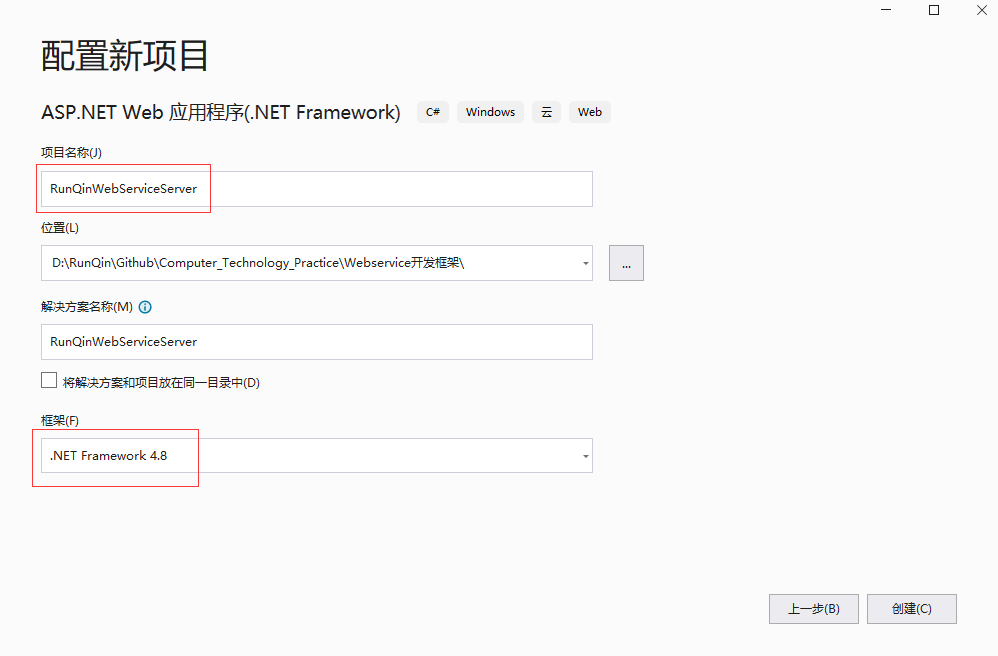 配置新项目
ASP.NET Web 应用程序(.NET Framework) C# Windows 云 Web
项目名称(J)
RunQinWebServiceServer
位置(L)
D:\RunQin\Github\Computer_Technology_Practice\Webservice开发框架\ ...
解决方案名称(M)
RunQinWebServiceServer
将解决方案和项目放在同一目录中(D)
框架(F)
.NET Framework 4.8
上一步(B) 创建(C)